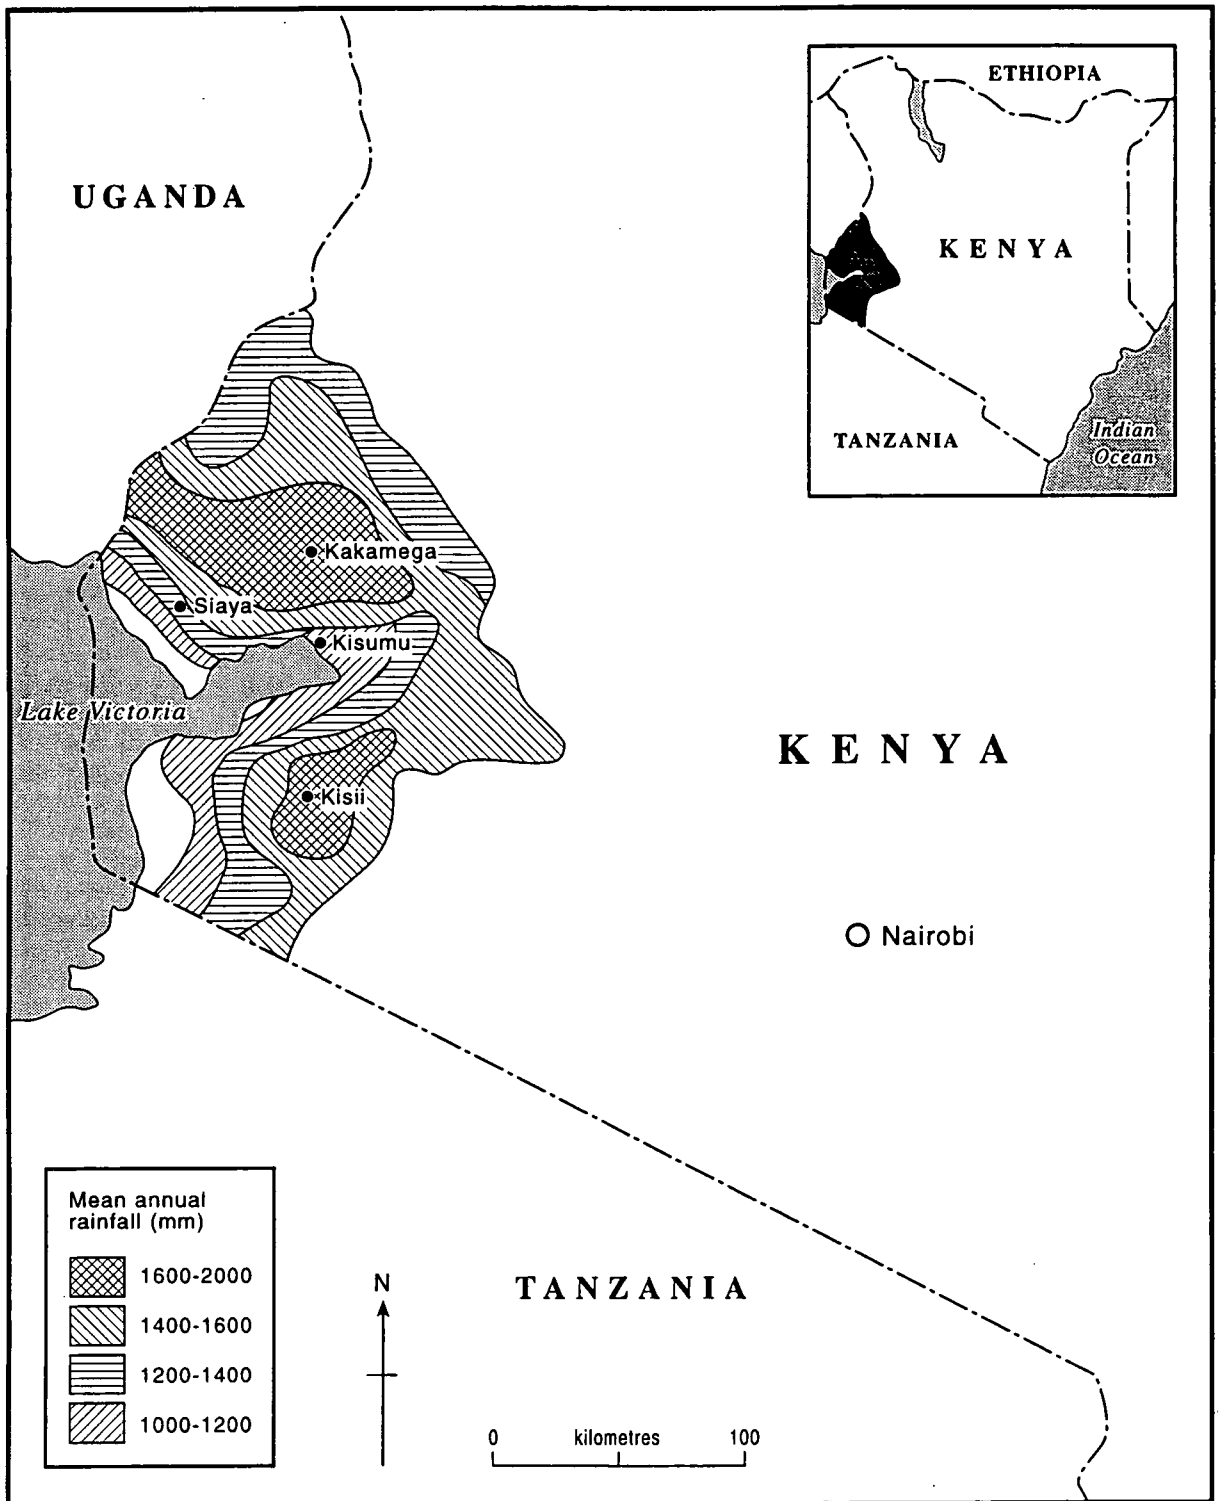 UGANDA
ETHIOPIA
KENYA
TANZANIA
Indian
Ocean
Kakamega
Siaya
Kisumu
Lake Victoria
KENYA
Kisii
Nairobi
Mean annual
rainfall (mm)
1600-2000
1400-1600
1200-1400
1000-1200
N
TANZANIA
0 kilometres 100